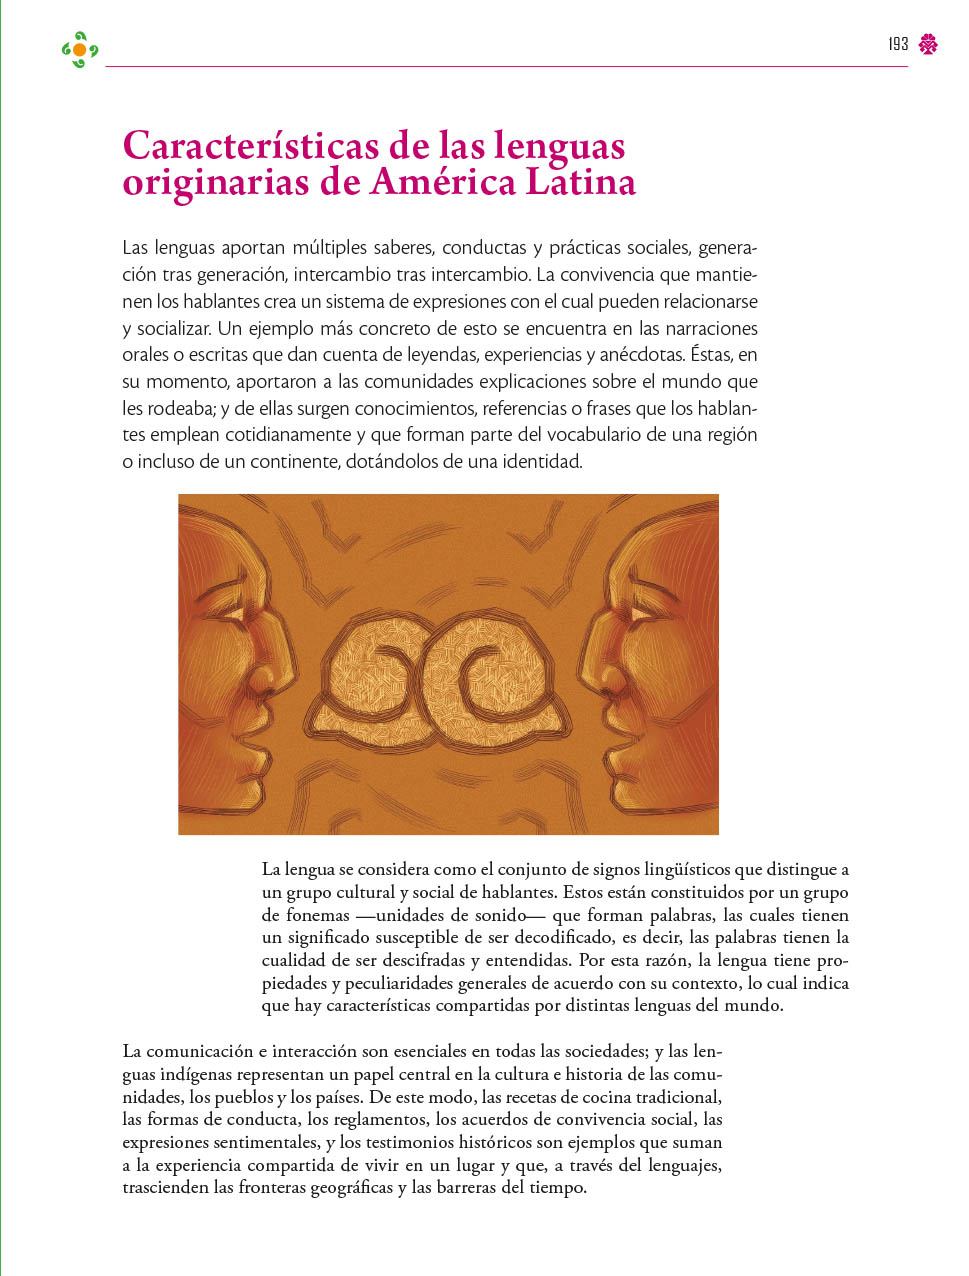 193
Características de las lenguas
originarias de América Latina
Las lenguas aportan múltiples saberes, conductas y prácticas sociales, genera-
ción tras generación, intercambio tras intercambio. La convivencia que mantie-
nen los hablantes crea un sistema de expresiones con el cual pueden relacionarse
y socializar. Un ejemplo más concreto de esto se encuentra en las narraciones
orales o escritas que dan cuenta de leyendas, experiencias y anécdotas. Éstas, en
su momento, aportaron a las comunidades explicaciones sobre el mundo que
les rodeaba; y de ellas surgen conocimientos, referencias o frases que los hablan-
tes emplean cotidianamente y que forman parte del vocabulario de una región
o incluso de un continente, dotándolos de una identidad.
La lengua se considera como el conjunto de signos lingüísticos que distingue a
un grupo cultural y social de hablantes. Estos están constituidos por un grupo
de fonemas —unidades de sonido— que forman palabras, las cuales tienen
un significado susceptible de ser decodificado, es decir, las palabras tienen la
cualidad de ser descifradas y entendidas. Por esta razón, la lengua tiene pro-
piedades y peculiaridades generales de acuerdo con su contexto, lo cual indica
que hay características compartidas por distintas lenguas del mundo.
La comunicación e interacción son esenciales en todas las sociedades; y las len-
guas indígenas representan un papel central en la cultura e historia de las comu-
nidades, los pueblos y los países. De este modo, las recetas de cocina tradicional,
las formas de conducta, los reglamentos, los acuerdos de convivencia social, las
expresiones sentimentales, y los testimonios históricos son ejemplos que suman
a la experiencia compartida de vivir en un lugar y que, a través del lenguajes,
trascienden las fronteras geográficas y las barreras del tiempo.